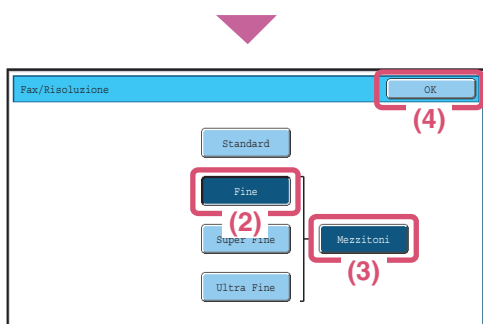 Fax/Risoluzione
OK
(4)
Standard
Fine
(2)
Super Fine
Mezzitoni
(3)
Ultra Fine